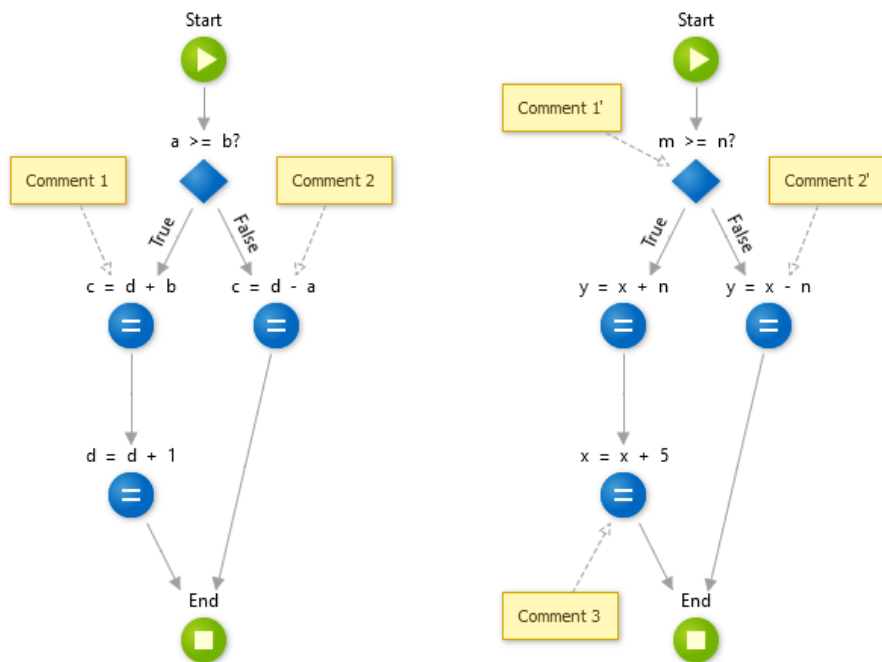 Start
a >= b?
Comment 1
Comment 2
True
False
c = d + b
c = d - a
d = d + 1
End
Start
Comment 1'
m >= n?
Comment 2'
True
False
y = x + n
y = x - n
x = x + 5
Comment 3
End